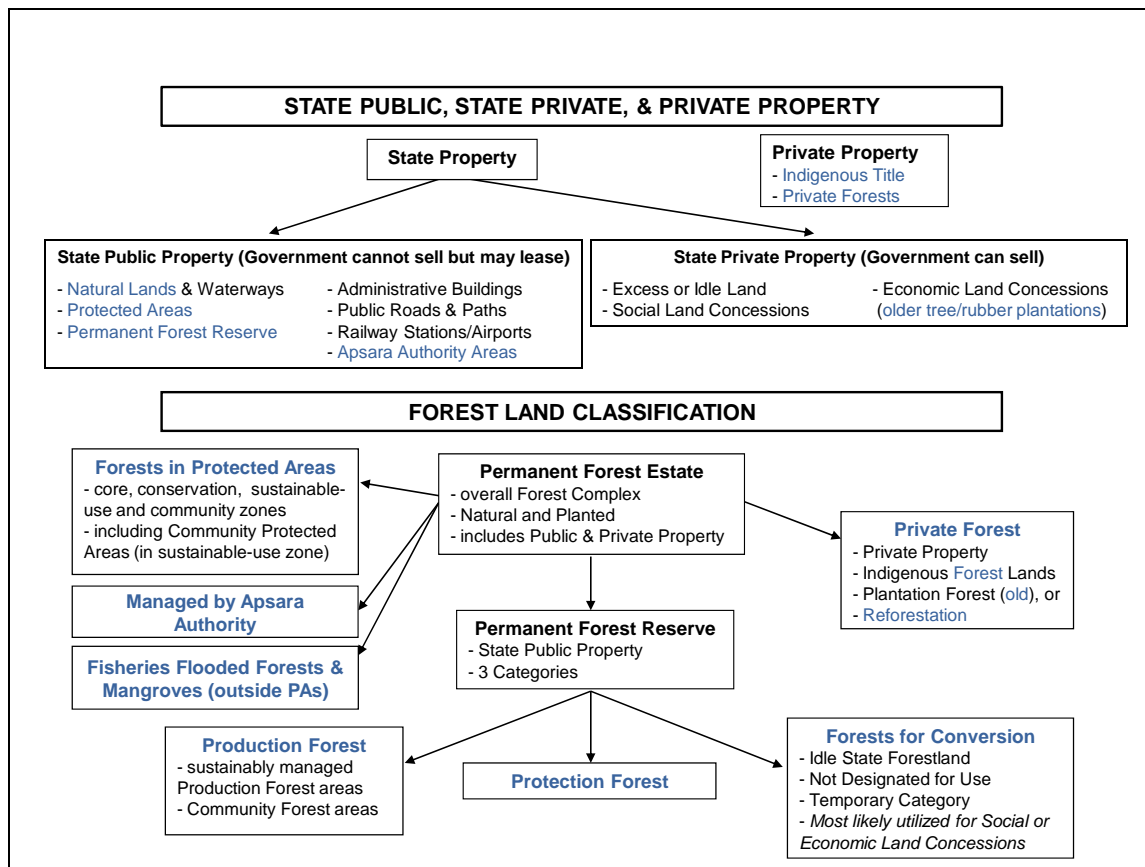 STATE PUBLIC, STATE PRIVATE, & PRIVATE PROPERTY
State Property
Private Property
- Indigenous Title
- Private Forests
State Public Property (Government cannot sell but may lease)
- Natural Lands & Waterways
- Protected Areas
- Permanent Forest Reserve
- Administrative Buildings
- Public Roads & Paths
- Railway Stations/Airports
- Apsara Authority Areas
State Private Property (Government can sell)
- Excess or Idle Land
- Social Land Concessions
- Economic Land Concessions
(older tree/rubber plantations)
FOREST LAND CLASSIFICATION
Forests in Protected Areas
- core, conservation, sustainable-
use and community zones
- including Community Protected
Areas (in sustainable-use zone)
Permanent Forest Estate
- overall Forest Complex
- Natural and Planted
- includes Public & Private Property
Private Forest
- Private Property
- Indigenous Forest Lands
- Plantation Forest (old), or
- Reforestation
Managed by Apsara
Authority
Fisheries Flooded Forests &
Mangroves (outside PAs)
Permanent Forest Reserve
- State Public Property
- 3 Categories
Production Forest
- sustainably managed
Production Forest areas
- Community Forest areas
Protection Forest
Forests for Conversion
- Idle State Forestland
- Not Designated for Use
- Temporary Category
- Most likely utilized for Social or
Economic Land Concessions